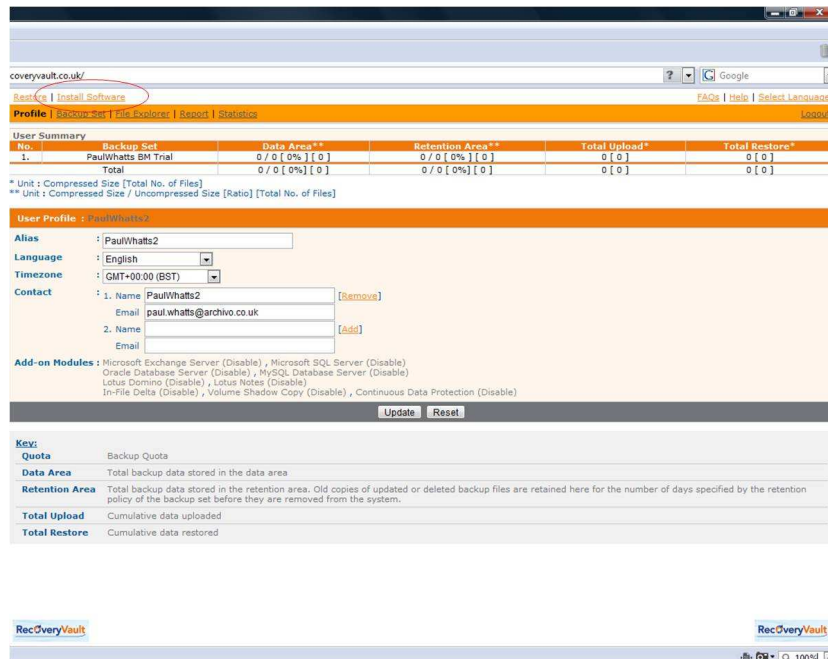 coveryvault.co.uk/
? Google
Restore | Install Software FAQs | Help | Select Language
Profile | Backup Set | File Explorer | Report | Statistics Logout
User Summary
No. Backup Set Data Area** Retention Area** Total Upload* Total Restore*
1. PaulWhatts BM Trial 0 / 0 [ 0% ] [ 0 ] 0 / 0 [ 0% ] [ 0 ] 0 [ 0 ] 0 [ 0 ]
Total 0 / 0 [ 0%] [ 0 ] 0 / 0 [ 0%] [ 0 ] 0 [ 0 ] 0 [ 0 ]
* Unit : Compressed Size [Total No. of Files]
** Unit : Compressed Size / Uncompressed Size [Ratio] [Total No. of Files]
User Profile : PaulWhatts2
Alias : PaulWhatts2
Language : English
Timezone : GMT+00:00 (BST)
Contact : 1. Name PaulWhatts2 [Remove]
Email paul.whatts@archivo.co.uk
2. Name [Add]
Email
Add-on Modules : Microsoft Exchange Server (Disable) , Microsoft SQL Server (Disable)
Oracle Database Server (Disable) , MySQL Database Server (Disable)
Lotus Domino (Disable) , Lotus Notes (Disable)
In-File Delta (Disable) , Volume Shadow Copy (Disable) , Continuous Data Protection (Disable)
Update Reset
Key:
Quota Backup Quota
Data Area Total backup data stored in the data area
Retention Area Total backup data stored in the retention area. Old copies of updated or deleted backup files are retained here for the number of days specified by the retention
policy of the backup set before they are removed from the system.
Total Upload Cumulative data uploaded
Total Restore Cumulative data restored
RecoveryVault RecoveryVault
100%